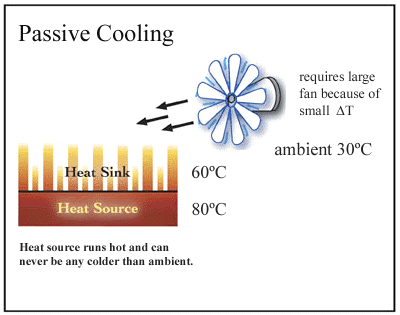 Passive Cooling
requires large
fan because of
small ΔT
ambient 30ºC
Heat Sink
60ºC
Heat Source
80ºC
Heat source runs hot and can
never be any colder than ambient.